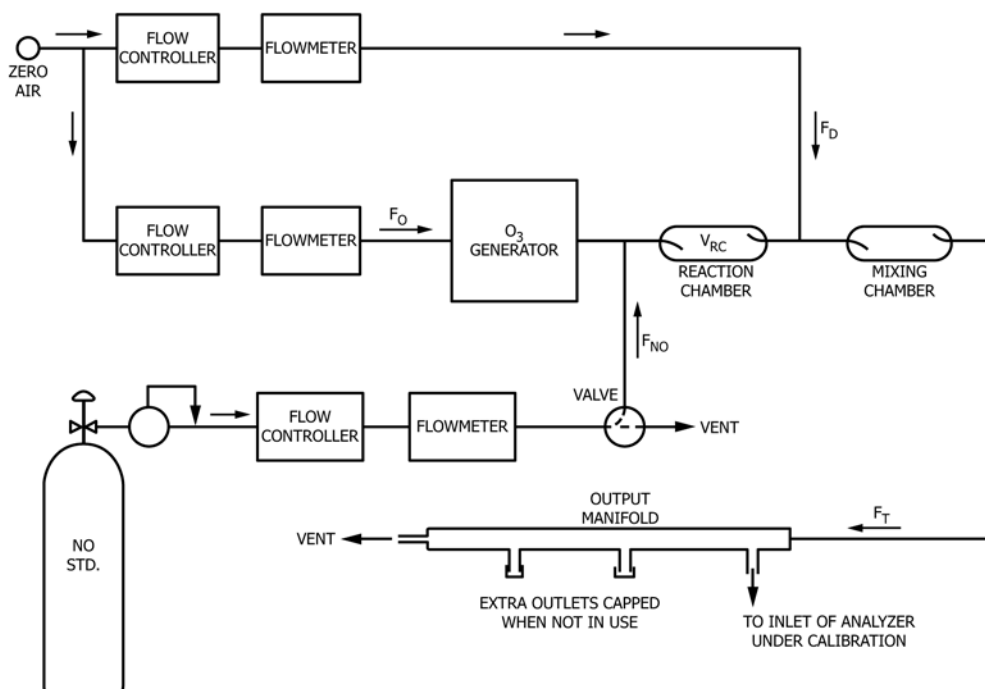 ZERO
AIR
FLOW
CONTROLLER
FLOWMETER
F_D
FLOW
CONTROLLER
FLOWMETER
F_O
O_3
GENERATOR
V_RC
REACTION
CHAMBER
MIXING
CHAMBER
F_NO
VALVE
FLOW
CONTROLLER
FLOWMETER
VENT
NO
STD.
OUTPUT
MANIFOLD
F_T
VENT
EXTRA OUTLETS CAPPED
WHEN NOT IN USE
TO INLET OF ANALYZER
UNDER CALIBRATION